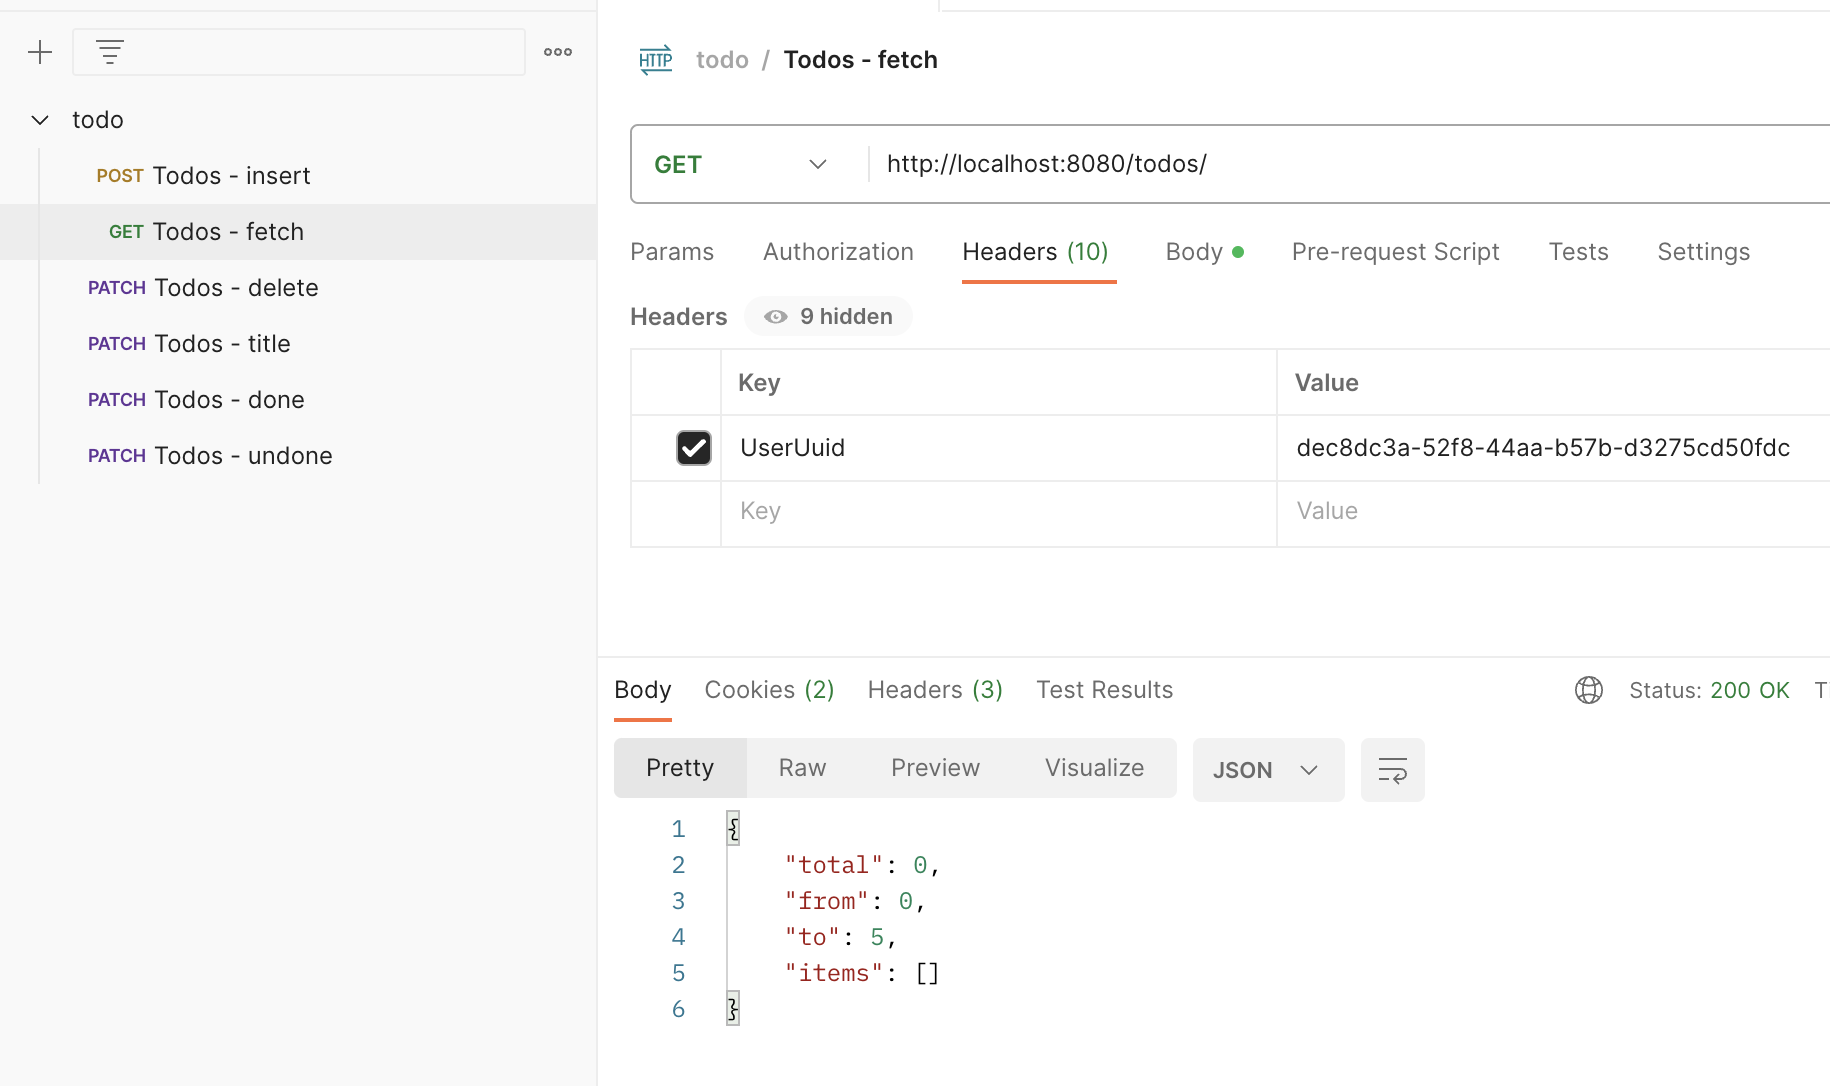 todo
POST Todos - insert
GET Todos - fetch
PATCH Todos - delete
PATCH Todos - title
PATCH Todos - done
PATCH Todos - undone
HTTP todo / Todos - fetch
GET http://localhost:8080/todos/
Params Authorization Headers (10) Body Pre-request Script Tests Settings
Headers 9 hidden
Key Value
UserUuid dec8dc3a-52f8-44aa-b57b-d3275cd50fdc
Key Value
Body Cookies (2) Headers (3) Test Results Status: 200 OK
Pretty Raw Preview Visualize JSON
1 {
2 "total": 0,
3 "from": 0,
4 "to": 5,
5 "items": []
6 }